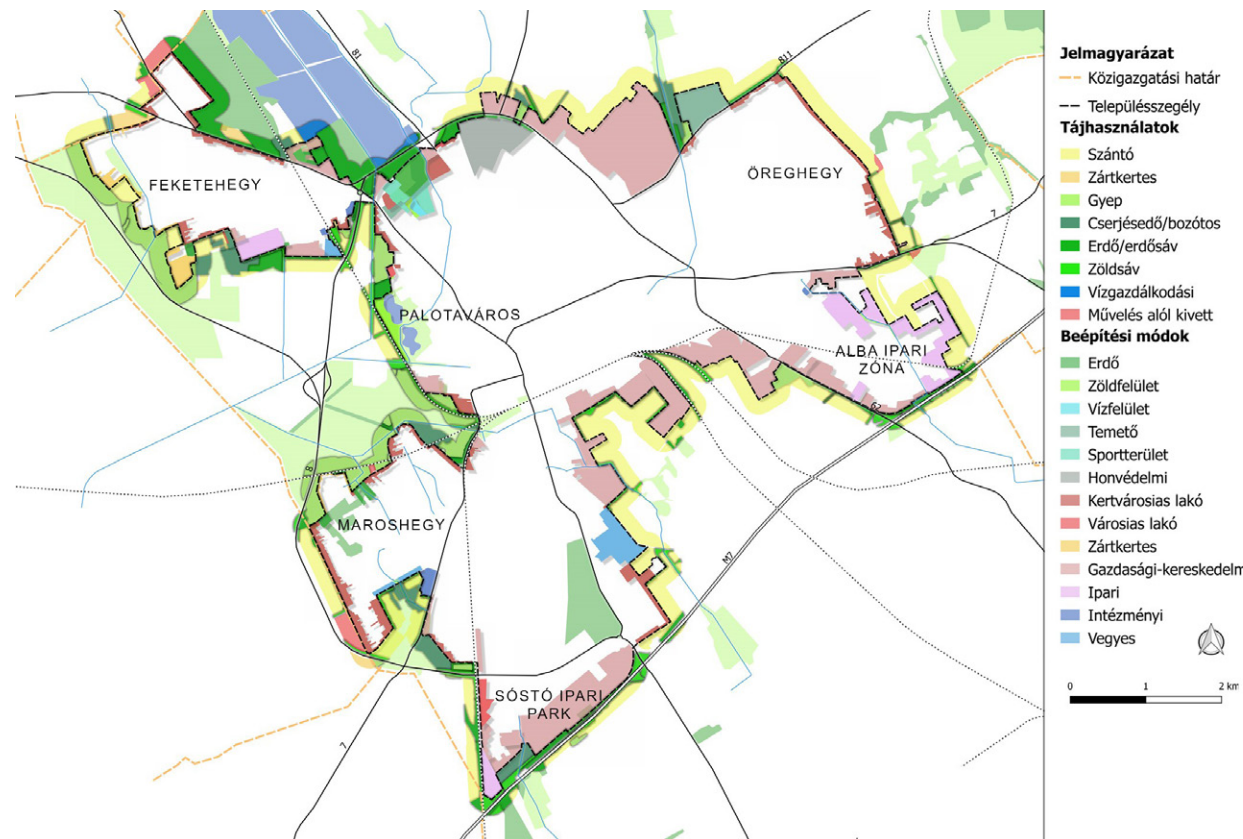 81
811
FEKETEHEGY
ÖREGHEGY
7
PALOTAVÁROS
ALBA IPARI
ZÓNA
62
8
MAROSHEGY
M7
SÓSTÓ IPARI
PARK
7
Jelmagyarázat
Közigazgatási határ
Településszegély
Tájhasználatok
Szántó
Zártkertes
Gyep
Cserjésedő/bozótos
Erdő/erdősáv
Zöldsáv
Vízgazdálkodási
Művelés alól kivett
Beépítési módok
Erdő
Zöldfelület
Vízfelület
Temető
Sportterület
Honvédelmi
Kertvárosias lakó
Városias lakó
Zártkertes
Gazdasági-kereskedelm
Ipari
Intézményi
Vegyes
0 1 2 km